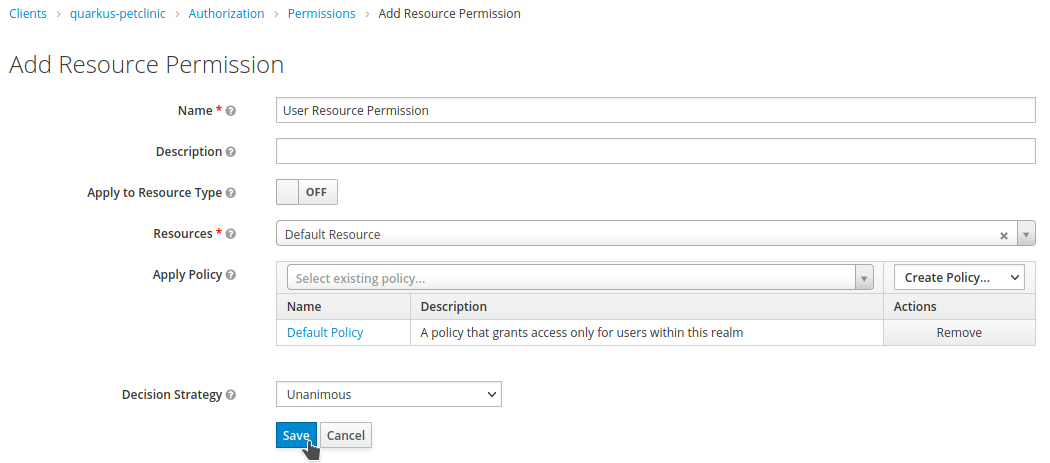 Clients > quarkus-petclinic > Authorization > Permissions > Add Resource Permission
Add Resource Permission
Name * ? User Resource Permission
Description ?
Apply to Resource Type ? OFF
Resources * ? Default Resource ×
Apply Policy ? Select existing policy... Create Policy...
Name Description Actions
Default Policy A policy that grants access only for users within this realm Remove
Decision Strategy ? Unanimous
Save Cancel